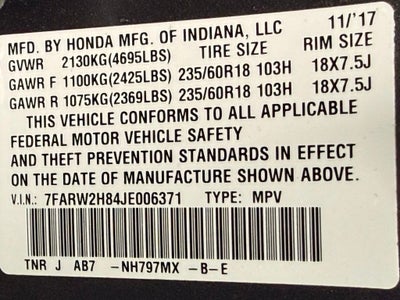 MFD. BY HONDA MFG. OF INDIANA, LLC 11/'17
GVWR 2130KG(4695LBS) TIRE SIZE RIM SIZE
GAWR F 1100KG(2425LBS) 235/60R18 103H 18X7.5J
GAWR R 1075KG(2369LBS) 235/60R18 103H 18X7.5J
THIS VEHICLE CONFORMS TO ALL APPLICABLE
FEDERAL MOTOR VEHICLE SAFETY
AND THEFT PREVENTION STANDARDS IN EFFECT
ON THE DATE OF MANUFACTURE SHOWN ABOVE.
V.I.N.: 7FARW2H84JE006371 TYPE: MPV
TNR J AB7 -NH797MX -B-E